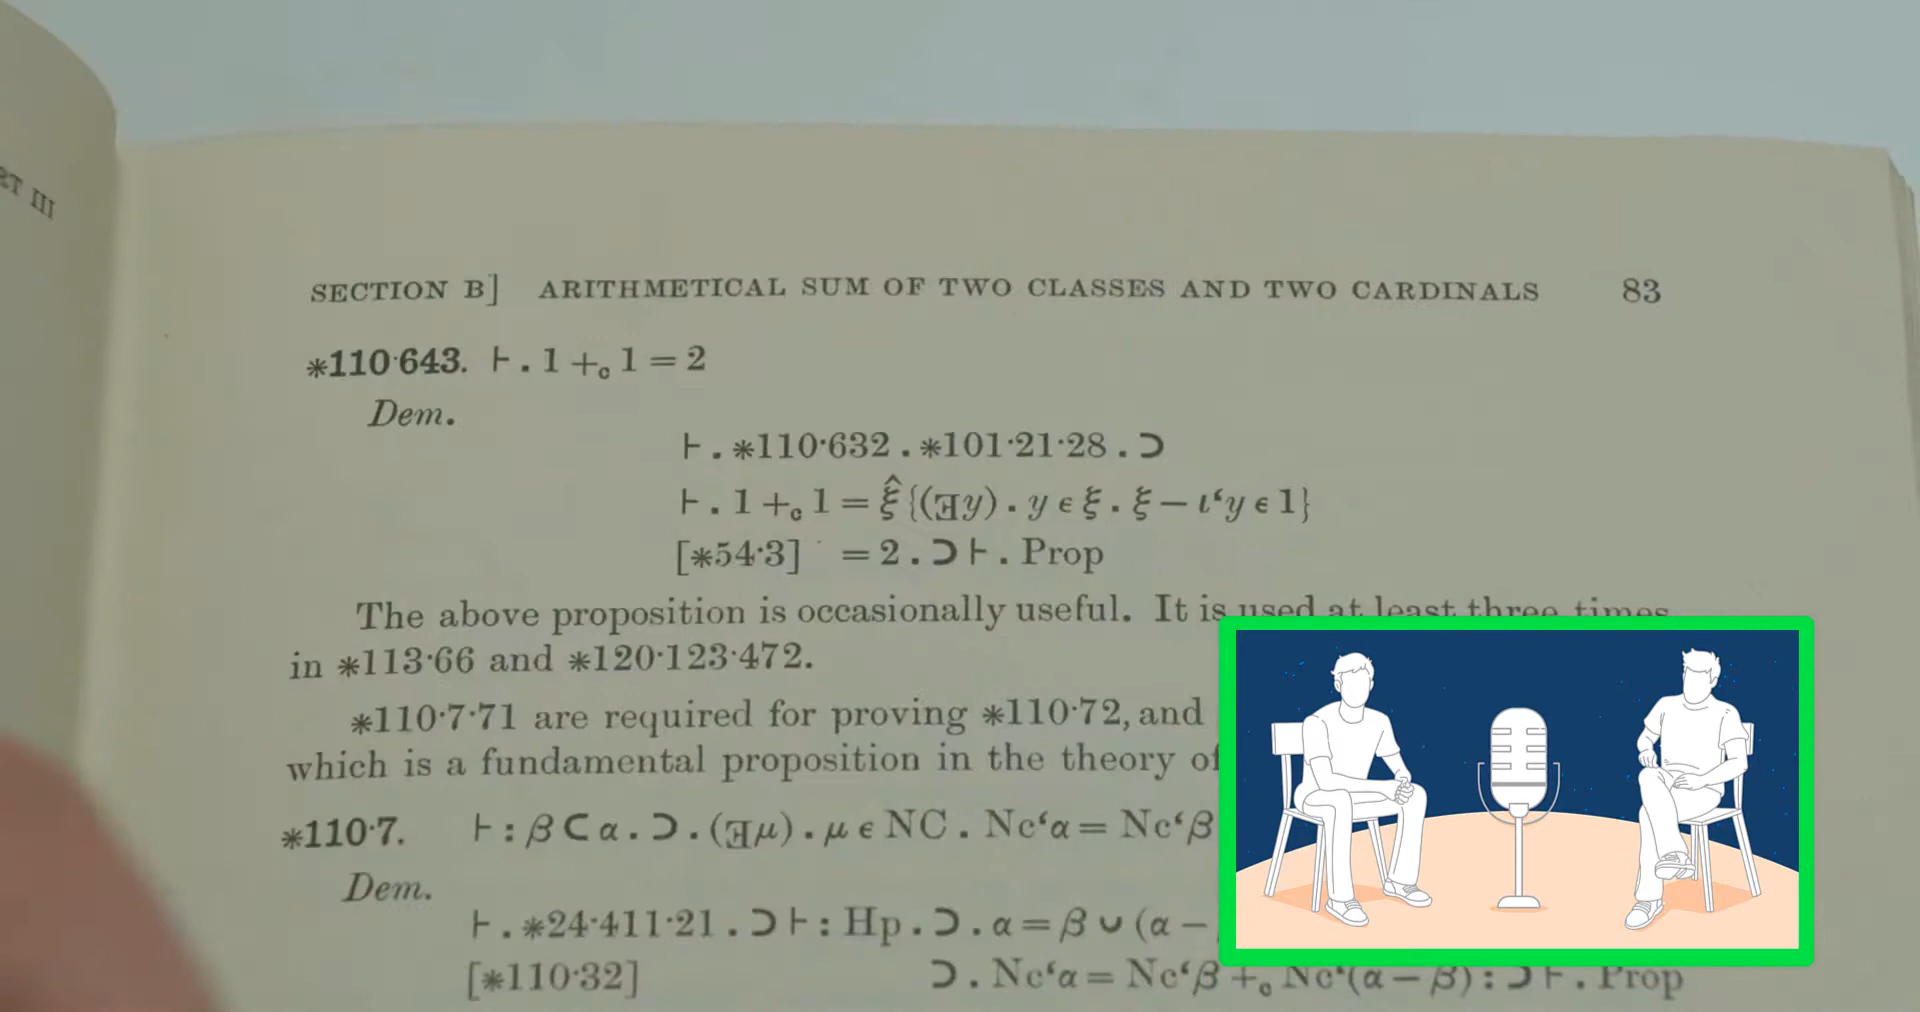 RT III
SECTION B] ARITHMETICAL SUM OF TWO CLASSES AND TWO CARDINALS 83
∗110·643. ⊢ . 1 +c 1 = 2
Dem.
⊢ . ∗110·632 . ∗101·21·28 . ⊃
⊢ . 1 +c 1 = ξ̂ {(∃y) . y ϵ ξ . ξ − ι‘y ϵ 1}
[∗54·3] = 2 . ⊃ ⊢ . Prop
The above proposition is occasionally useful. It is used at least three times
in ∗113·66 and ∗120·123·472.
∗110·7·71 are required for proving ∗110·72, and
which is a fundamental proposition in the theory of
∗110·7. ⊢ : β ⊂ α . ⊃ . (∃μ) . μ ϵ NC . Nc‘α = Nc‘β
Dem.
⊢ . ∗24·411·21 . ⊃ ⊢ : Hp . ⊃ . α = β ∪ (α −
[∗110·32] ⊃ . Nc‘α = Nc‘β +c Nc‘(α − β) : ⊃ ⊢ . Prop